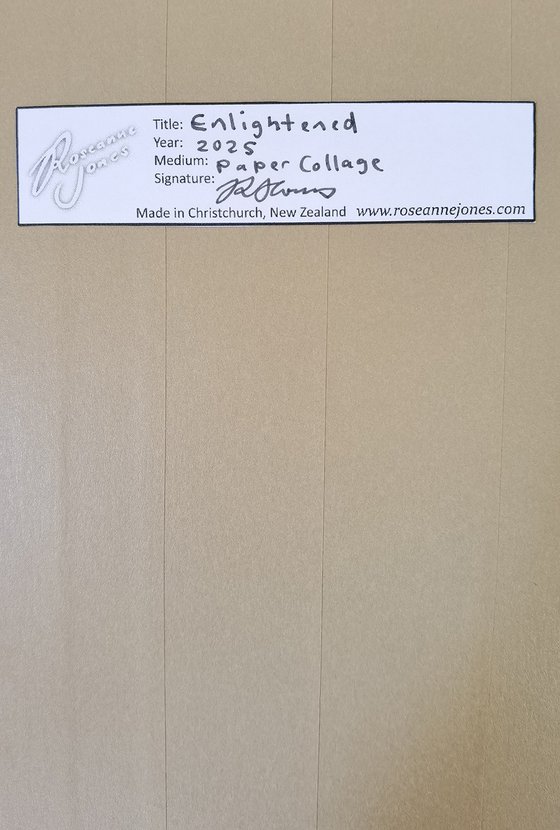 Roseanne
Jones
Title: Enlightened
Year: 2025
Medium: Paper Collage
Signature:
Made in Christchurch, New Zealand www.roseannejones.com